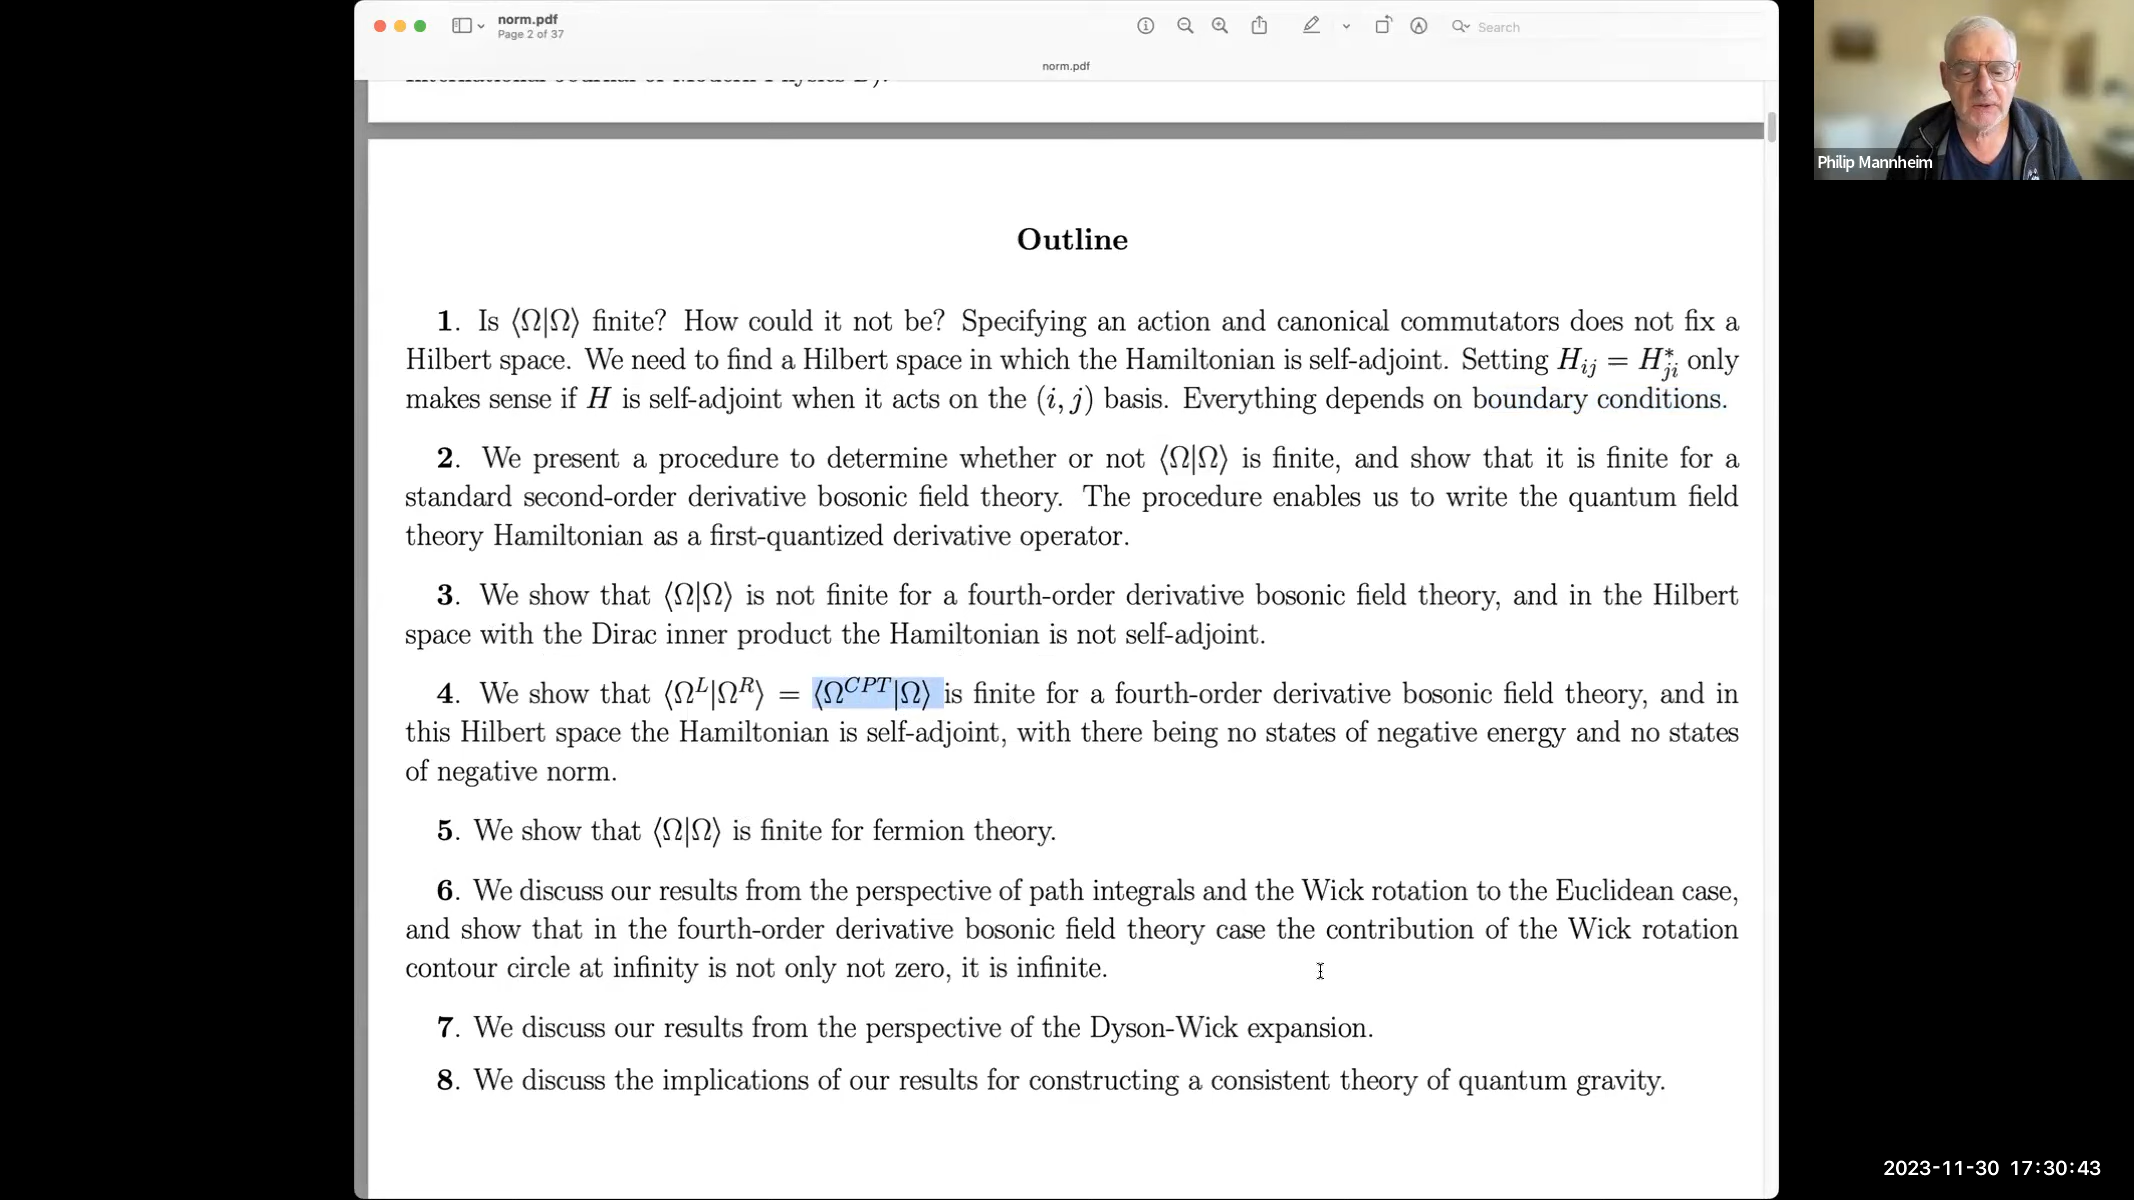 norm.pdf
Page 2 of 37
Search
norm.pdf
International Journal of Modern Physics D).
Philip Mannheim
Outline
1. Is ⟨Ω|Ω⟩ finite? How could it not be? Specifying an action and canonical commutators does not fix a
Hilbert space. We need to find a Hilbert space in which the Hamiltonian is self-adjoint. Setting H_{ij} = H^*_{ji} only
makes sense if H is self-adjoint when it acts on the (i, j) basis. Everything depends on boundary conditions.
2. We present a procedure to determine whether or not ⟨Ω|Ω⟩ is finite, and show that it is finite for a
standard second-order derivative bosonic field theory. The procedure enables us to write the quantum field
theory Hamiltonian as a first-quantized derivative operator.
3. We show that ⟨Ω|Ω⟩ is not finite for a fourth-order derivative bosonic field theory, and in the Hilbert
space with the Dirac inner product the Hamiltonian is not self-adjoint.
4. We show that ⟨Ω^L|Ω^R⟩ = ⟨Ω^{CPT}|Ω⟩ is finite for a fourth-order derivative bosonic field theory, and in
this Hilbert space the Hamiltonian is self-adjoint, with there being no states of negative energy and no states
of negative norm.
5. We show that ⟨Ω|Ω⟩ is finite for fermion theory.
6. We discuss our results from the perspective of path integrals and the Wick rotation to the Euclidean case,
and show that in the fourth-order derivative bosonic field theory case the contribution of the Wick rotation
contour circle at infinity is not only not zero, it is infinite.
7. We discuss our results from the perspective of the Dyson-Wick expansion.
8. We discuss the implications of our results for constructing a consistent theory of quantum gravity.
2023-11-30 17:30:43